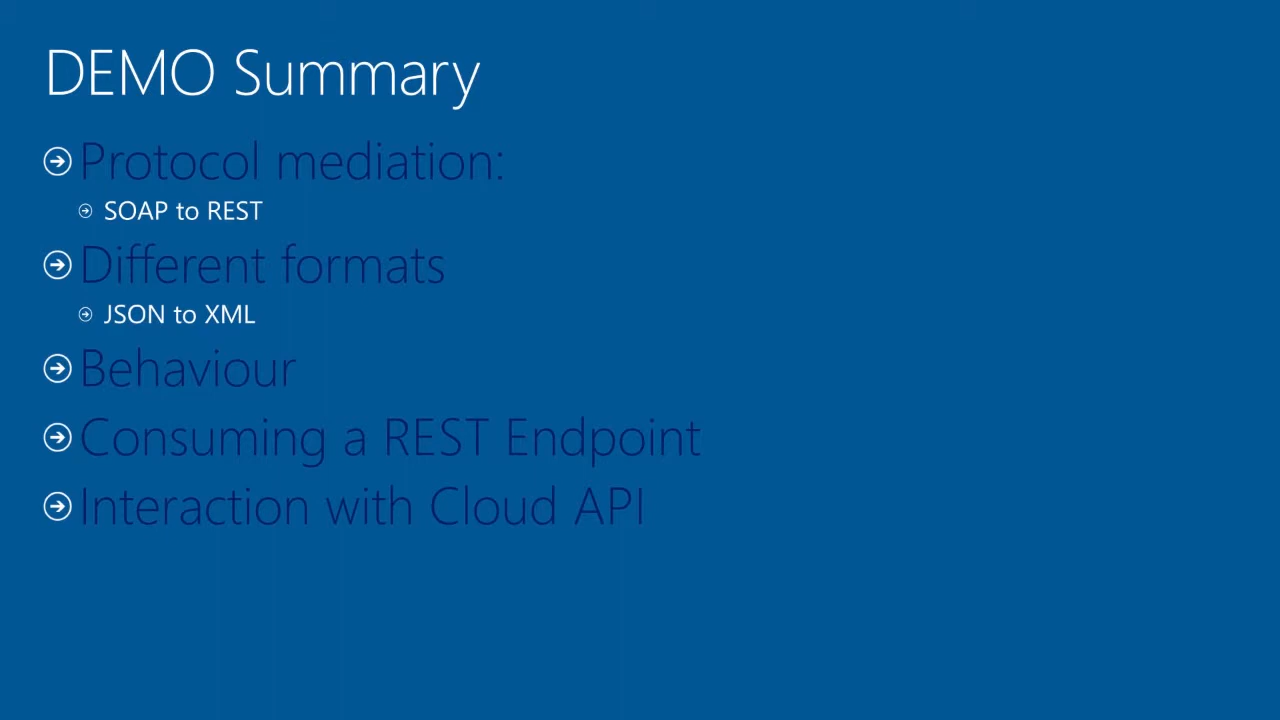 DEMO Summary
Protocol mediation:
SOAP to REST
Different formats
JSON to XML
Behaviour
Consuming a REST Endpoint
Interaction with Cloud API